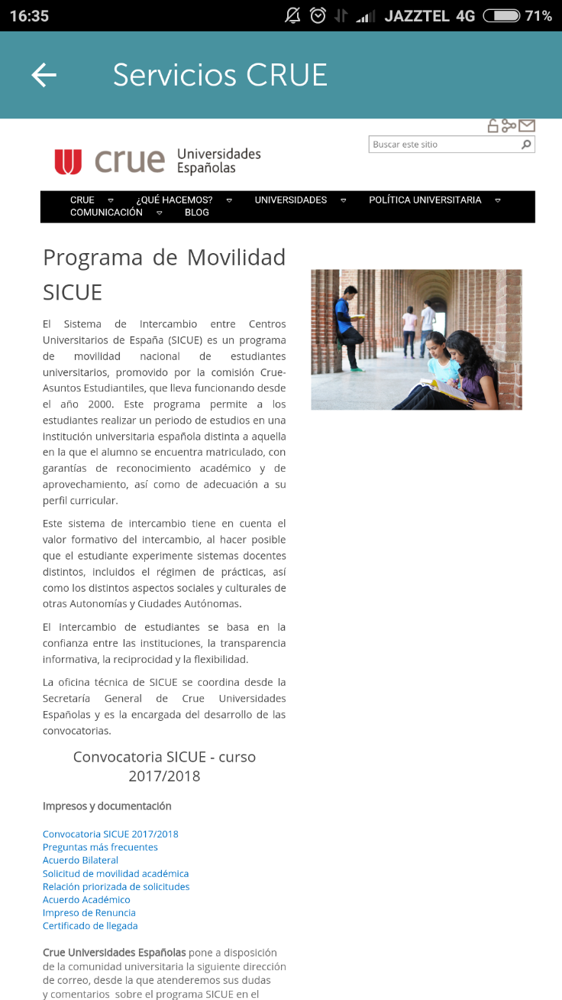 16:35 JAZZTEL 4G 71%
Servicios CRUE
Buscar este sitio
crue Universidades
Españolas
CRUE ¿QUÉ HACEMOS? UNIVERSIDADES POLÍTICA UNIVERSITARIA
COMUNICACIÓN BLOG
Programa de Movilidad
SICUE
El Sistema de Intercambio entre Centros
Universitarios de España (SICUE) es un programa
de movilidad nacional de estudiantes
universitarios, promovido por la comisión Crue-
Asuntos Estudiantiles, que lleva funcionando desde
el año 2000. Este programa permite a los
estudiantes realizar un periodo de estudios en una
institución universitaria española distinta a aquella
en la que el alumno se encuentra matriculado, con
garantías de reconocimiento académico y de
aprovechamiento, así como de adecuación a su
perfil curricular.
Este sistema de intercambio tiene en cuenta el
valor formativo del intercambio, al hacer posible
que el estudiante experimente sistemas docentes
distintos, incluidos el régimen de prácticas, así
como los distintos aspectos sociales y culturales de
otras Autonomías y Ciudades Autónomas.
El intercambio de estudiantes se basa en la
confianza entre las instituciones, la transparencia
informativa, la reciprocidad y la flexibilidad.
La oficina técnica de SICUE se coordina desde la
Secretaría General de Crue Universidades
Españolas y es la encargada del desarrollo de las
convocatorias.
Convocatoria SICUE - curso
2017/2018
Impresos y documentación
Convocatoria SICUE 2017/2018
Preguntas más frecuentes
Acuerdo Bilateral
Solicitud de movilidad académica
Relación priorizada de solicitudes
Acuerdo Académico
Impreso de Renuncia
Certificado de llegada
Crue Universidades Españolas pone a disposición
de la comunidad universitaria la siguiente dirección
de correo, desde la que atenderemos sus dudas
y comentarios sobre el programa SICUE en el